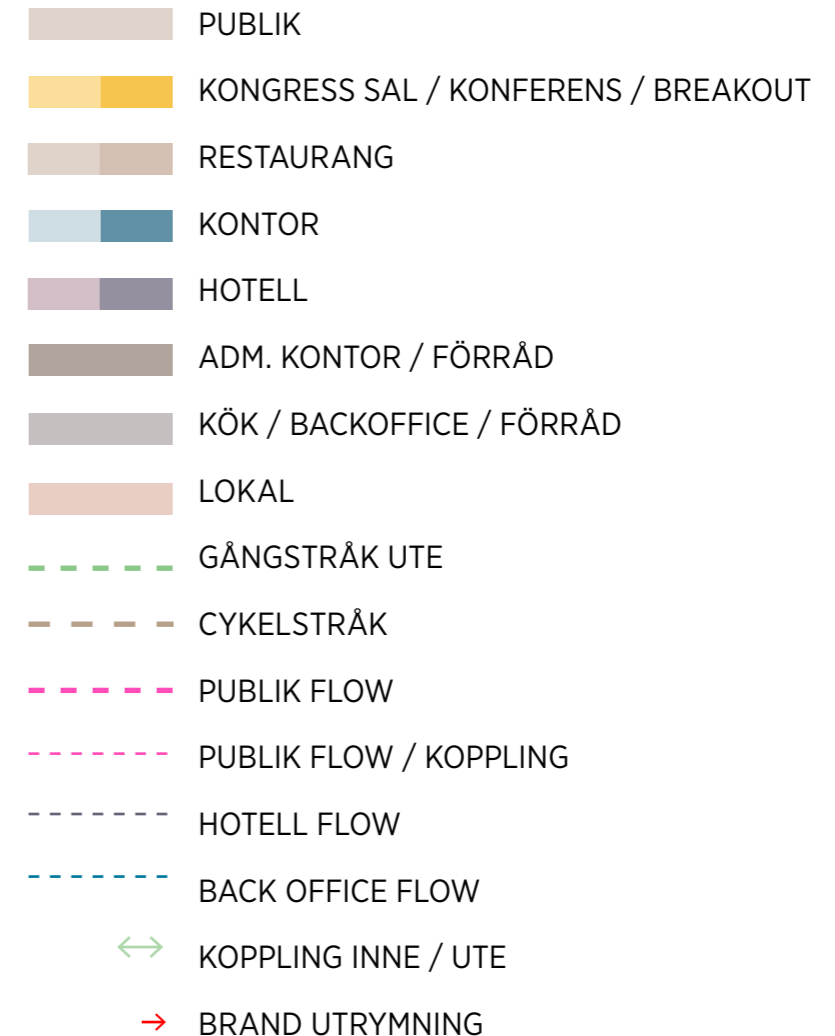 PUBLIK
KONGRESS SAL / KONFERENS / BREAKOUT
RESTAURANG
KONTOR
HOTELL
ADM. KONTOR / FÖRRÅD
KÖK / BACKOFFICE / FÖRRÅD
LOKAL
GÅNGSTRÅK UTE
CYKELSTRÅK
PUBLIK FLOW
PUBLIK FLOW / KOPPLING
HOTELL FLOW
BACK OFFICE FLOW
KOPPLING INNE / UTE
BRAND UTRYMNING